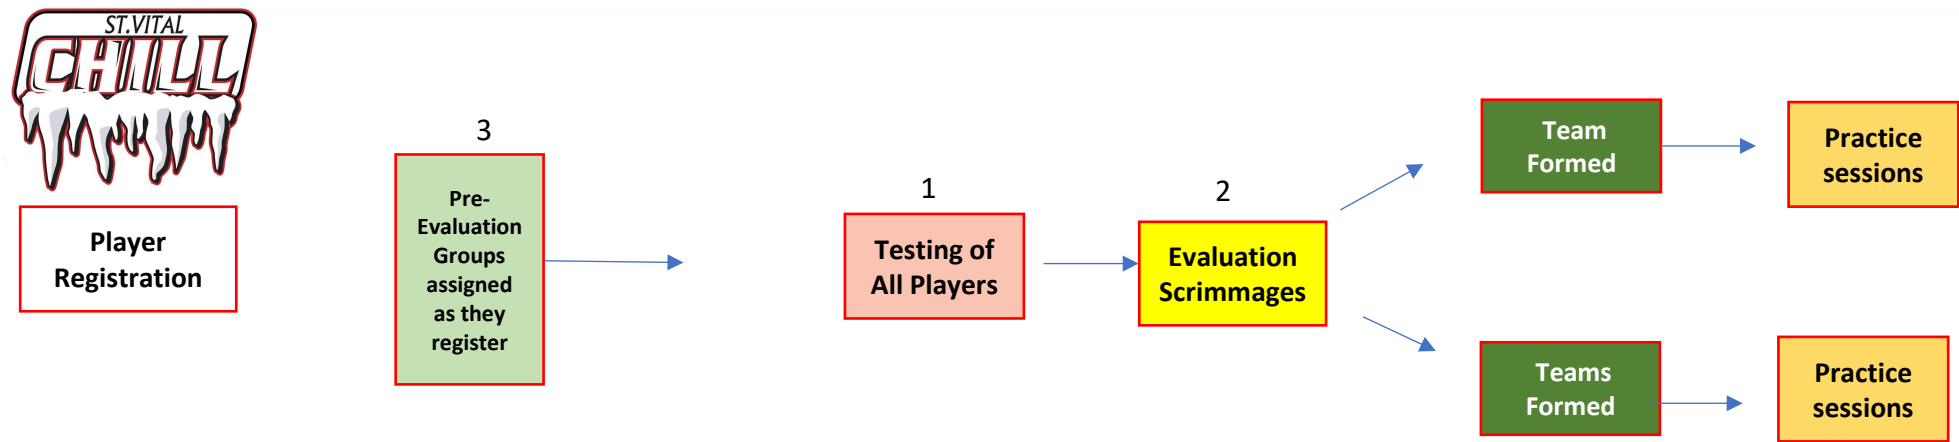 ST.VITAL
CHILL
Player
Registration
3
Pre-
Evaluation
Groups
assigned
as they
register
1
Testing of
All Players
2
Evaluation
Scrimmages
Team
Formed
Practice
sessions
Teams
Formed
Practice
sessions